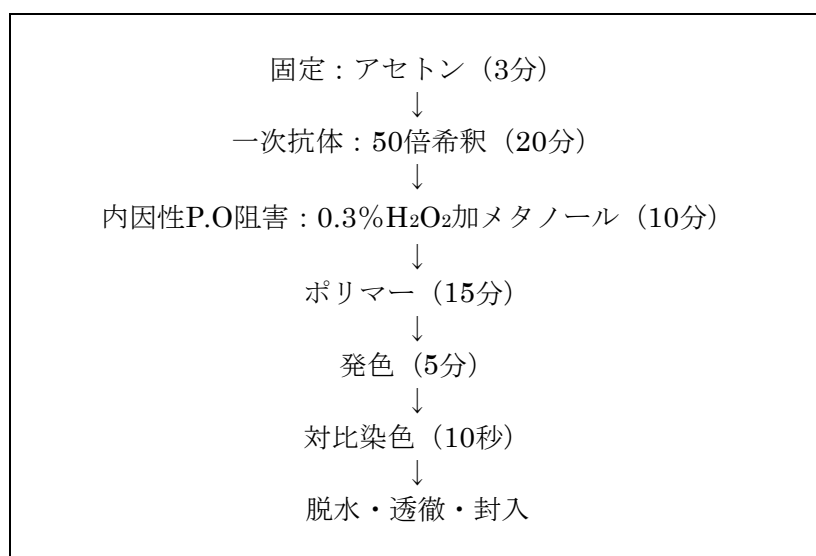 固定：アセトン（3分）
↓
一次抗体：50倍希釈（20分）
↓
内因性P.O阻害：0.3％H₂O₂加メタノール（10分）
↓
ポリマー（15分）
↓
発色（5分）
↓
対比染色（10秒）
↓
脱水・透徹・封入